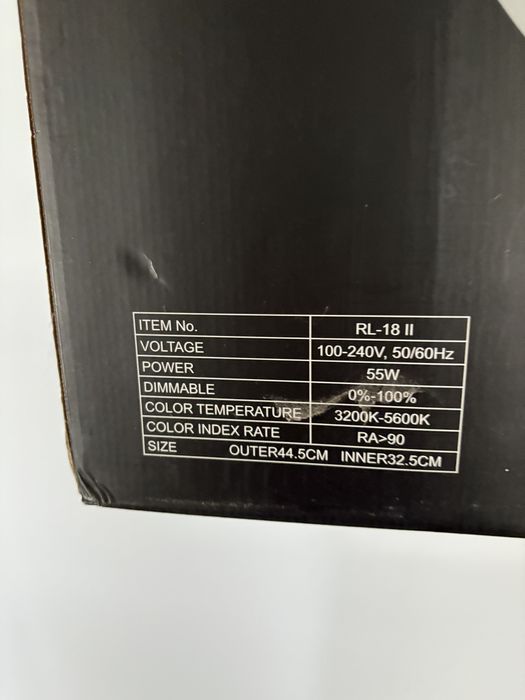 ITEM No. RL-18 II
VOLTAGE 100-240V, 50/60Hz
POWER 55W
DIMMABLE 0%-100%
COLOR TEMPERATURE 3200K-5600K
COLOR INDEX RATE RA>90
SIZE OUTER44.5CM INNER32.5CM